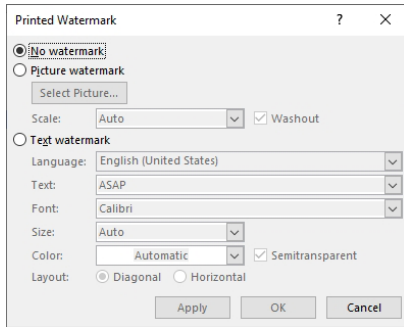 Printed Watermark ? ×
No watermark
Picture watermark
Select Picture...
Scale: Auto Washout
Text watermark
Language: English (United States)
Text: ASAP
Font: Calibri
Size: Auto
Color: Automatic Semitransparent
Layout: Diagonal Horizontal
Apply OK Cancel